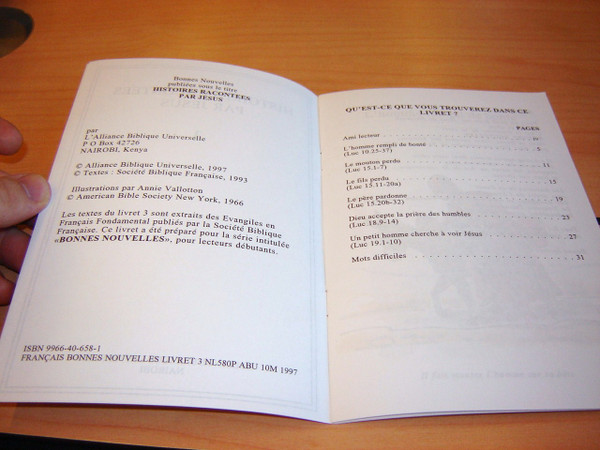 Bonnes Nouvelles
publiées sous le titre
HISTOIRES RACONTEES
PAR JESUS
par
L'Alliance Biblique Universelle
P O Box 42726
NAIROBI, Kenya
© Alliance Biblique Universelle, 1997
© Textes : Société Biblique Française, 1993
Illustrations par Annie Vallotton
© American Bible Society New York, 1966
Les textes du livret 3 sont extraits des Evangiles en
Français Fondamental publiés par la Société Biblique
Française. Ce livret a été préparé pour la série intitulée
«BONNES NOUVELLES», pour lecteurs débutants.
ISBN 9966-40-658-1
FRANÇAIS BONNES NOUVELLES LIVRET 3 NL580P ABU 10M 1997
QU'EST-CE QUE VOUS TROUVEREZ DANS CE
LIVRET ?
PAGES
Ami lecteur
L'homme rempli de bonté 5
(Luc 10.25-37)
Le mouton perdu 11
(Luc 15.1-7)
Le fils perdu 15
(Luc 15.11-20a)
Le père pardonne 19
(Luc 15.20b-32)
Dieu accepte la prière des humbles 23
(Luc 18.9-14)
Un petit homme cherche à voir Jésus 27
(Luc 19.1-10)
Mots difficiles 31